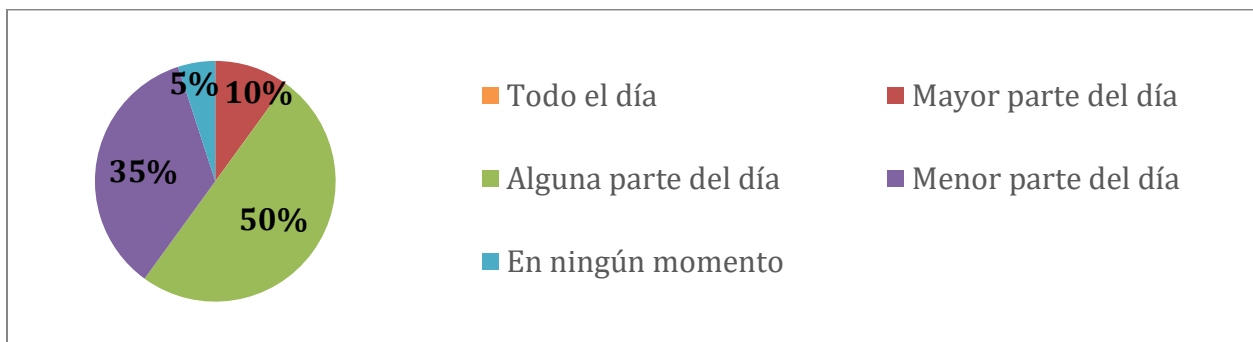 5%
10%
35%
50%
Todo el día
Mayor parte del día
Alguna parte del día
Menor parte del día
En ningún momento